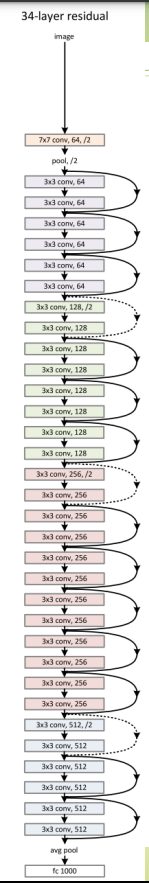 34-layer residual
image
7x7 conv, 64, /2
pool, /2
3x3 conv, 64
3x3 conv, 64
3x3 conv, 64
3x3 conv, 64
3x3 conv, 64
3x3 conv, 64
3x3 conv, 128, /2
3x3 conv, 128
3x3 conv, 128
3x3 conv, 128
3x3 conv, 128
3x3 conv, 128
3x3 conv, 128
3x3 conv, 128
3x3 conv, 256, /2
3x3 conv, 256
3x3 conv, 256
3x3 conv, 256
3x3 conv, 256
3x3 conv, 256
3x3 conv, 256
3x3 conv, 256
3x3 conv, 256
3x3 conv, 256
3x3 conv, 256
3x3 conv, 256
3x3 conv, 512, /2
3x3 conv, 512
3x3 conv, 512
3x3 conv, 512
3x3 conv, 512
3x3 conv, 512
avg pool
fc 1000